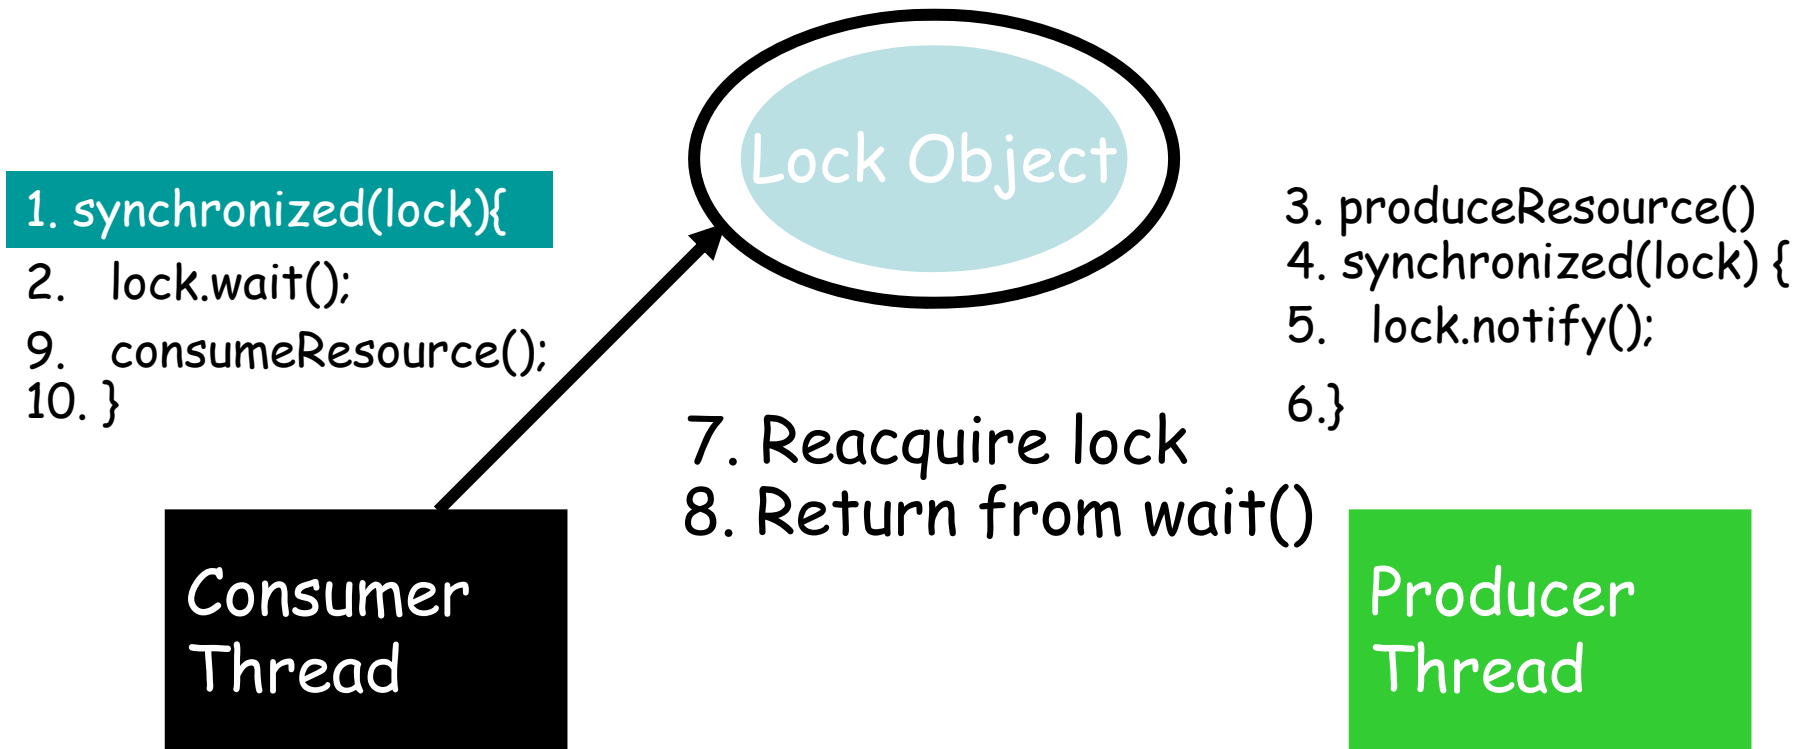 Lock Object
1. synchronized(lock){
2. lock.wait();
9. consumeResource();
10. }
3. produceResource()
4. synchronized(lock) {
5. lock.notify();
6.}
7. Reacquire lock
8. Return from wait()
Consumer
Thread
Producer
Thread